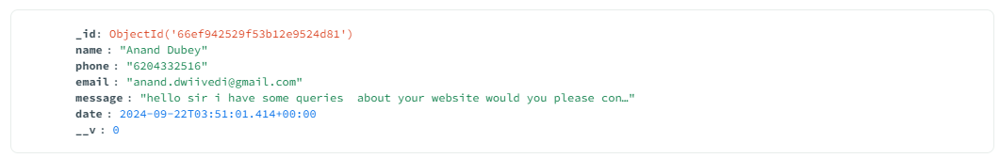 _id: ObjectId('66ef942529f53b12e9524d81')
name : "Anand Dubey"
phone : "6204332516"
email : "anand.dwiivedi@gmail.com"
message : "hello sir i have some queries  about your website would you please con…"
date : 2024-09-22T03:51:01.414+00:00
__v : 0